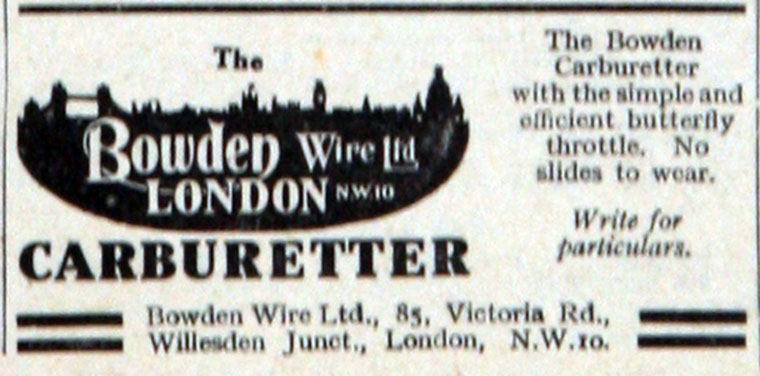 The
Bowden Wire Ltd
LONDON N.W.10
CARBURETTER
The Bowden
Carburetter
with the simple and
efficient butterfly
throttle. No
slides to wear.
Write for
particulars.
Bowden Wire Ltd., 85, Victoria Rd.,
Willesden Junct., London, N.W.10.